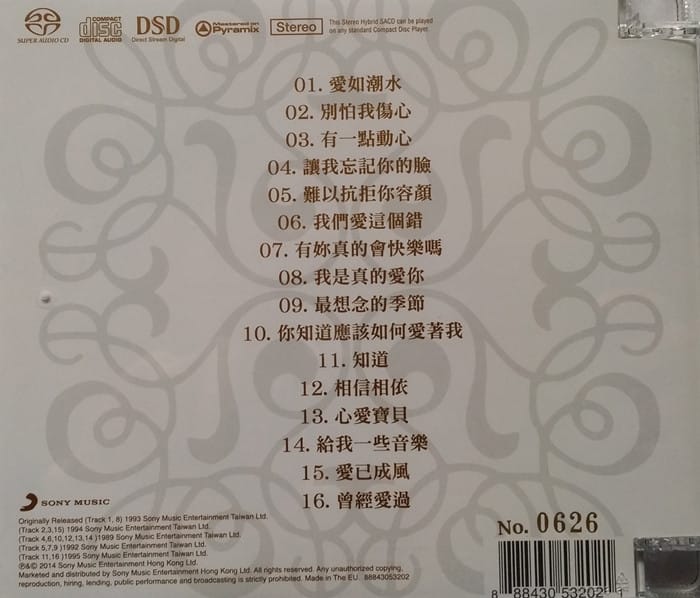 SUPER AUDIO CD
COMPACT
disc
DIGITAL AUDIO
DSD
Direct Stream Digital
Mastered on
Pyramix
Stereo
This Stereo Hybrid SACD can be played
on any standard Compact Disc Player.
01. 愛如潮水
02. 別怕我傷心
03. 有一點動心
04. 讓我忘記你的臉
05. 難以抗拒你容顏
06. 我們愛這個錯
07. 有妳真的會快樂嗎
08. 我是真的愛你
09. 最想念的季節
10. 你知道應該如何愛著我
11. 知道
12. 相信相依
13. 心愛寶貝
14. 給我一些音樂
15. 愛已成風
16. 曾經愛過
SONY MUSIC
Originally Released (Track 1, 8) 1993 Sony Music Entertainment Taiwan Ltd.
(Track 2,3,15) 1994 Sony Music Entertainment Taiwan Ltd.
(Track 4,6,10,12,13,14 )1989 Sony Music Entertainment Taiwan Ltd.
(Track 5,7,9 )1992 Sony Music Entertainment Taiwan Ltd.
(Track 11,16 )1995 Sony Music Entertainment Taiwan Ltd.
℗&© 2014 Sony Music Entertainment Hong Kong Ltd.
Marketed and distributed by Sony Music Entertainment Hong Kong Ltd. Any unauthorized copying,
reproduction, hiring, lending, public performance and broadcasting is strictly prohibited. Made in The EU. 88843053202
No. 0626
8 88430 53202 1